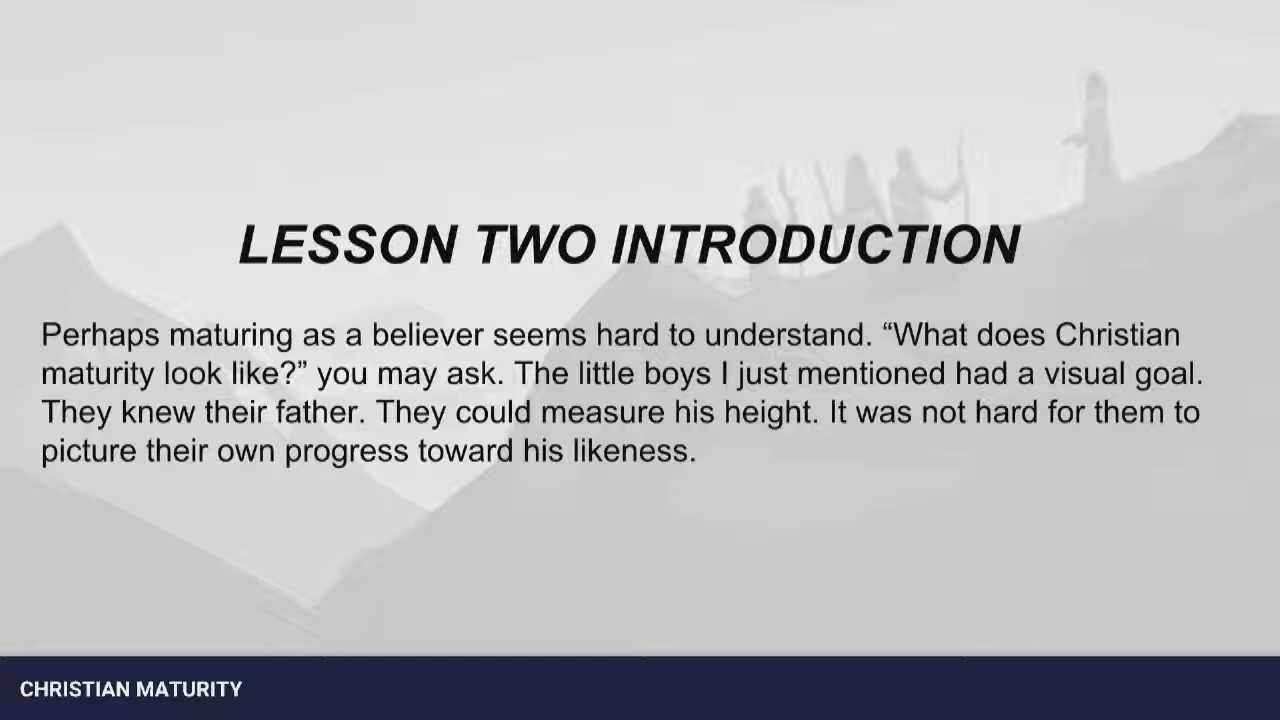 LESSON TWO INTRODUCTION
Perhaps maturing as a believer seems hard to understand. “What does Christian
maturity look like?” you may ask. The little boys I just mentioned had a visual goal.
They knew their father. They could measure his height. It was not hard for them to
picture their own progress toward his likeness.
CHRISTIAN MATURITY